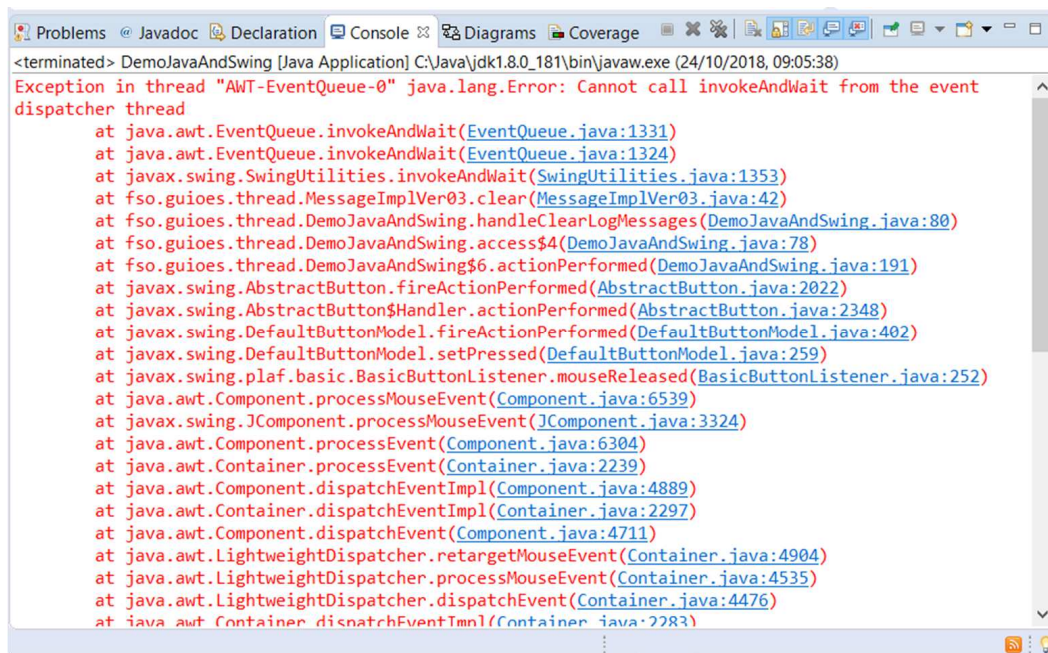 Problems @ Javadoc Declaration Console Diagrams Coverage
<terminated> DemoJavaAndSwing [Java Application] C:\Java\jdk1.8.0_181\bin\javaw.exe (24/10/2018, 09:05:38)
Exception in thread "AWT-EventQueue-0" java.lang.Error: Cannot call invokeAndWait from the event
dispatcher thread
at java.awt.EventQueue.invokeAndWait(EventQueue.java:1331)
at java.awt.EventQueue.invokeAndWait(EventQueue.java:1324)
at javax.swing.SwingUtilities.invokeAndWait(SwingUtilities.java:1353)
at fso.guioes.thread.MessageImplVer03.clear(MessageImplVer03.java:42)
at fso.guioes.thread.DemoJavaAndSwing.handleClearLogMessages(DemoJavaAndSwing.java:80)
at fso.guioes.thread.DemoJavaAndSwing.access$4(DemoJavaAndSwing.java:78)
at fso.guioes.thread.DemoJavaAndSwing$6.actionPerformed(DemoJavaAndSwing.java:191)
at javax.swing.AbstractButton.fireActionPerformed(AbstractButton.java:2022)
at javax.swing.AbstractButton$Handler.actionPerformed(AbstractButton.java:2348)
at javax.swing.DefaultButtonModel.fireActionPerformed(DefaultButtonModel.java:402)
at javax.swing.DefaultButtonModel.setPressed(DefaultButtonModel.java:259)
at javax.swing.plaf.basic.BasicButtonListener.mouseReleased(BasicButtonListener.java:252)
at java.awt.Component.processMouseEvent(Component.java:6539)
at javax.swing.JComponent.processMouseEvent(JComponent.java:3324)
at java.awt.Component.processEvent(Component.java:6304)
at java.awt.Container.processEvent(Container.java:2239)
at java.awt.Component.dispatchEventImpl(Component.java:4889)
at java.awt.Container.dispatchEventImpl(Container.java:2297)
at java.awt.Component.dispatchEvent(Component.java:4711)
at java.awt.LightweightDispatcher.retargetMouseEvent(Container.java:4904)
at java.awt.LightweightDispatcher.processMouseEvent(Container.java:4535)
at java.awt.LightweightDispatcher.dispatchEvent(Container.java:4476)
at java.awt.Container.dispatchEventImpl(Container.java:2283)